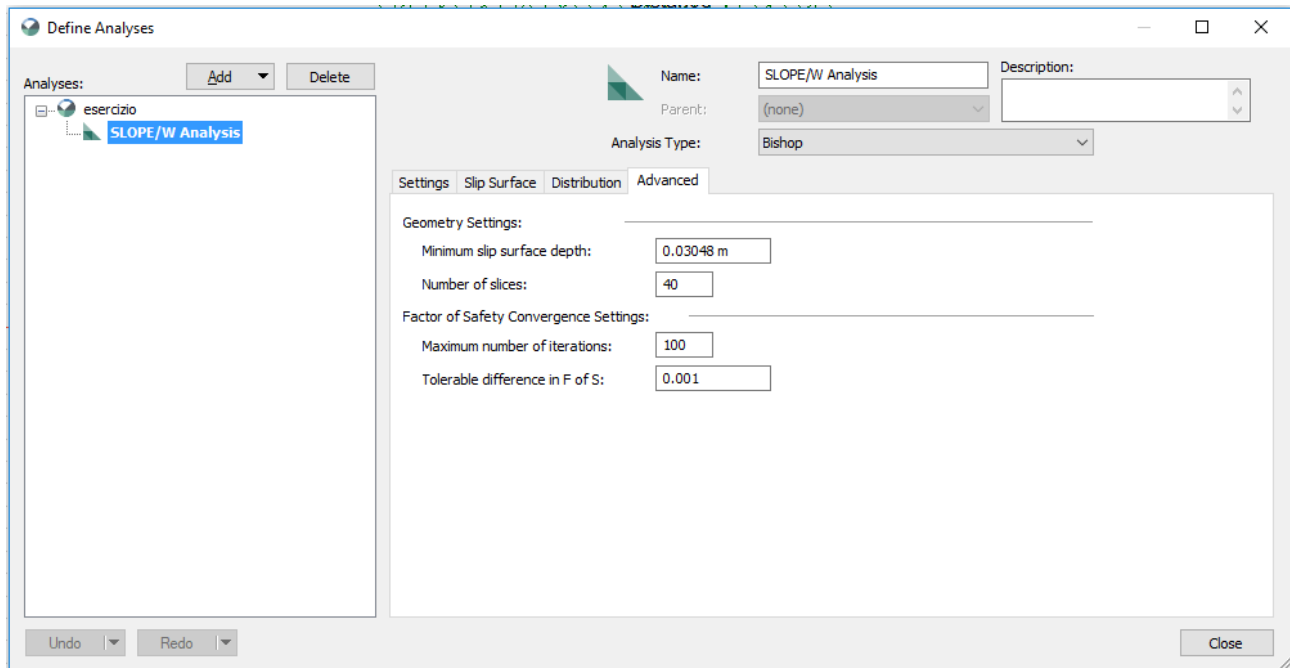 Define Analyses
Analyses:
Add
Delete
esercizio
SLOPE/W Analysis
Name:
SLOPE/W Analysis
Description:
Parent:
(none)
Analysis Type:
Bishop
Settings
Slip Surface
Distribution
Advanced
Geometry Settings:
Minimum slip surface depth:
0.03048 m
Number of slices:
40
Factor of Safety Convergence Settings:
Maximum number of iterations:
100
Tolerable difference in F of S:
0.001
Undo
Redo
Close